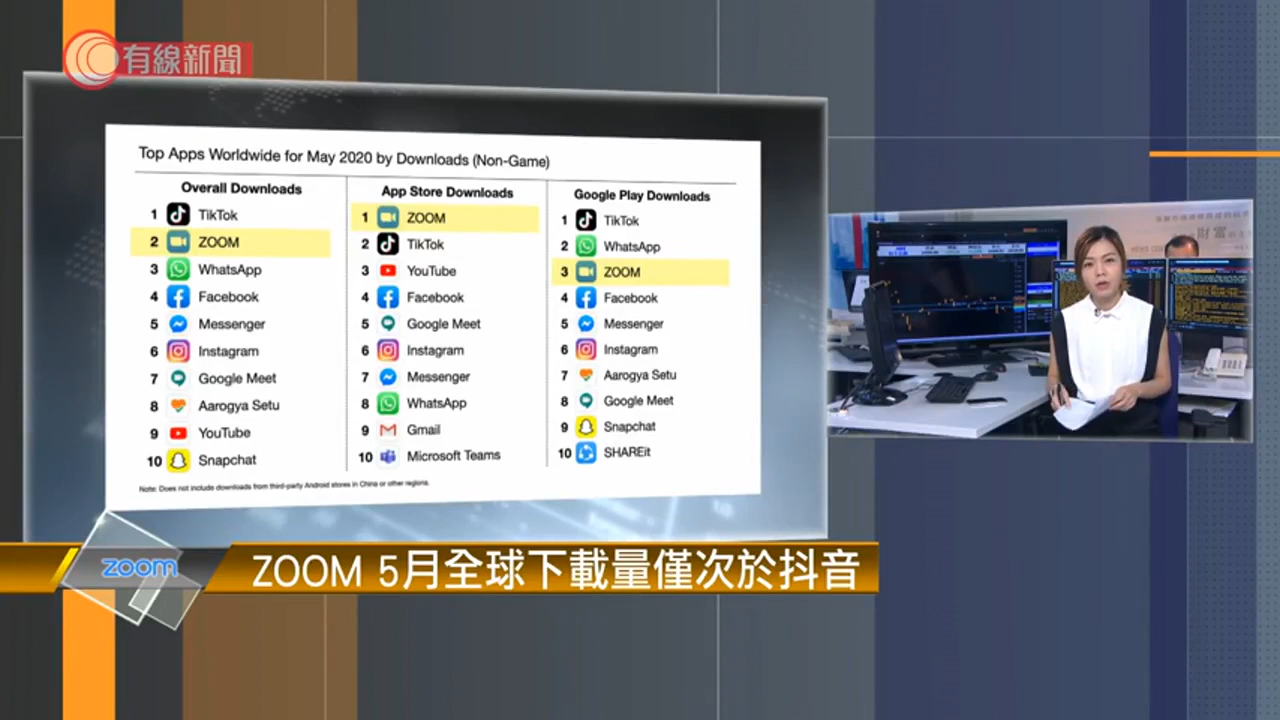 有線新聞
Top Apps Worldwide for May 2020 by Downloads (Non-Game)
Overall Downloads
1 TikTok
2 ZOOM
3 WhatsApp
4 Facebook
5 Messenger
6 Instagram
7 Google Meet
8 Aarogya Setu
9 YouTube
10 Snapchat
App Store Downloads
1 ZOOM
2 TikTok
3 YouTube
4 Facebook
5 Google Meet
6 Instagram
7 Messenger
8 WhatsApp
9 Gmail
10 Microsoft Teams
Google Play Downloads
1 TikTok
2 WhatsApp
3 ZOOM
4 Facebook
5 Messenger
6 Instagram
7 Aarogya Setu
8 Google Meet
9 Snapchat
10 SHAREit
Note: Does not include downloads from third-party Android stores in China or other regions.
財富
NEWS
zoom
ZOOM 5月全球下載量僅次於抖音